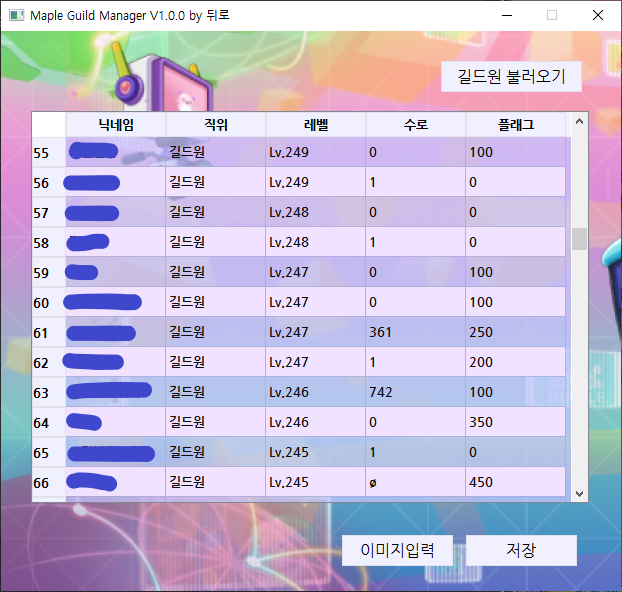 Maple Guild Manager V1.0.0 by 뒤로
길드원 불러오기
닉네임 직위 레벨 수로 플래그
55 길드원 Lv.249 0 100
56 길드원 Lv.249 1 0
57 길드원 Lv.248 0 0
58 길드원 Lv.248 1 0
59 길드원 Lv.247 0 100
60 길드원 Lv.247 0 100
61 길드원 Lv.247 361 250
62 길드원 Lv.247 1 200
63 길드원 Lv.246 742 100
64 길드원 Lv.246 0 350
65 길드원 Lv.245 1 0
66 길드원 Lv.245 ø 450
이미지입력 저장